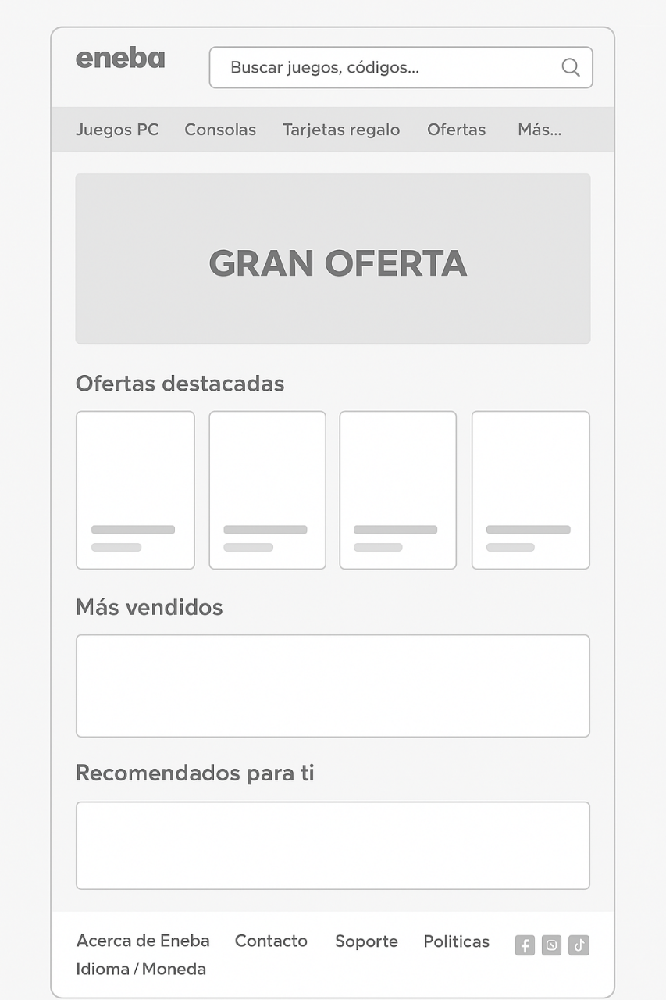 eneba
Buscar juegos, códigos...
Juegos PC Consolas Tarjetas regalo Ofertas Más...
GRAN OFERTA
Ofertas destacadas
Más vendidos
Recomendados para ti
Acerca de Eneba Contacto Soporte Politicas
Idioma / Moneda